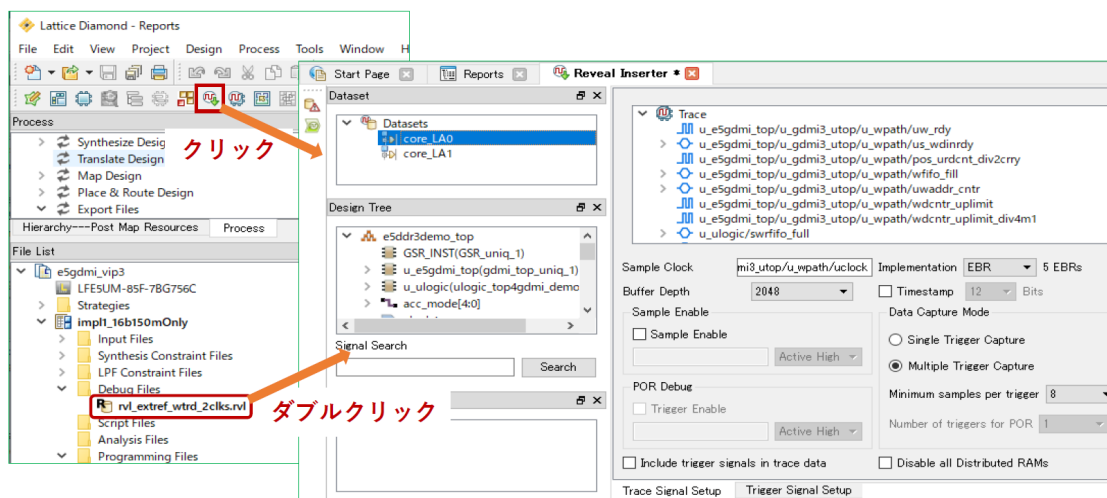 Lattice Diamond - Reports
File Edit View Project Design Process Tools Window H
Process
Synthesize Desig
Translate Design
Map Design
Place & Route Design
Export Files
Hierarchy---Post Map Resources Process
File List
e5gdmi_vip3
LFE5UM-85F-7BG756C
Strategies
impl1_16b150mOnly
Input Files
Synthesis Constraint Files
LPF Constraint Files
Debug Files
rvl_extref_wtrd_2clks.rvl
Script Files
Analysis Files
Programming Files
クリック
ダブルクリック
Start Page Reports Reveal Inserter *
Dataset
Datasets
core_LA0
core_LA1
Design Tree
e5ddr3demo_top
GSR_INST(GSR_uniq_1)
u_e5gdmi_top(gdmi_top_uniq_1)
u_ulogic(ulogic_top4gdmi_demo
acc_mode[4:0]
Signal Search
Search
Trace
u_e5gdmi_top/u_gdmi3_utop/u_wpath/uw_rdy
u_e5gdmi_top/u_gdmi3_utop/u_wpath/us_wdinrdy
u_e5gdmi_top/u_gdmi3_utop/u_wpath/pos_urdcnt_div2crry
u_e5gdmi_top/u_gdmi3_utop/u_wpath/wfifo_fill
u_e5gdmi_top/u_gdmi3_utop/u_wpath/uwaddr_cntr
u_e5gdmi_top/u_gdmi3_utop/u_wpath/wdcntr_uplimit
u_e5gdmi_top/u_gdmi3_utop/u_wpath/wdcntr_uplimit_div4m1
u_ulogic/swrfifo_full
Sample Clock mi3_utop/u_wpath/uclock Implementation EBR 5 EBRs
Buffer Depth 2048 Timestamp 12 Bits
Sample Enable
Sample Enable
Active High
POR Debug
Trigger Enable
Active High
Data Capture Mode
Single Trigger Capture
Multiple Trigger Capture
Minimum samples per trigger 8
Number of triggers for POR 1
Include trigger signals in trace data Disable all Distributed RAMs
Trace Signal Setup Trigger Signal Setup